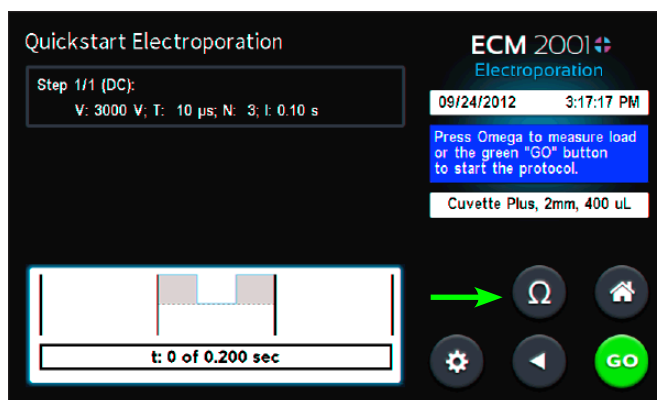 Quickstart Electroporation
Step 1/1 (DC):
V: 3000 V; T: 10 µs; N: 3; I: 0.10 s
t: 0 of 0.200 sec
ECM 2001
Electroporation
09/24/2012 3:17:17 PM
Press Omega to measure load
or the green "GO" button
to start the protocol.
Cuvette Plus, 2mm, 400 uL
Ω
GO